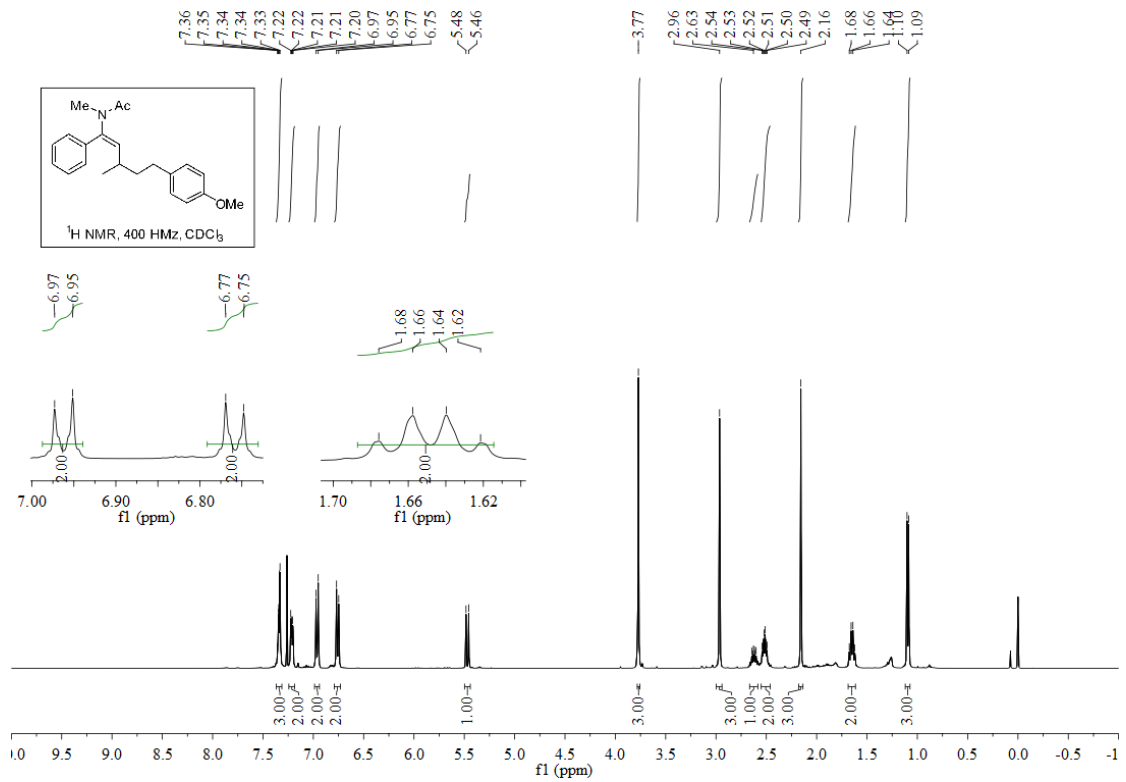 7.36 7.35 7.34 7.34 7.33 7.22 7.22 7.21 7.21 7.20 6.97 6.95 6.77 6.75 5.48 5.46 3.77 2.96 2.63 2.54 2.53 2.52 2.51 2.50 2.49 2.16 1.68 1.66 1.64 1.10 1.09
Me N Ac
OMe
¹H NMR, 400 HMz, CDCl₃
6.97 6.95 6.77 6.75
1.68 1.66 1.64 1.62
2.00 2.00
2.00
7.00 6.90 6.80
f1 (ppm)
1.70 1.66 1.62
f1 (ppm)
3.00 2.00 2.00 2.00 1.00 3.00 3.00 1.00 2.00 3.00 2.00 3.00
0.0 9.5 9.0 8.5 8.0 7.5 7.0 6.5 6.0 5.5 5.0 4.5 4.0 3.5 3.0 2.5 2.0 1.5 1.0 0.5 0.0 -0.5 -1
f1 (ppm)